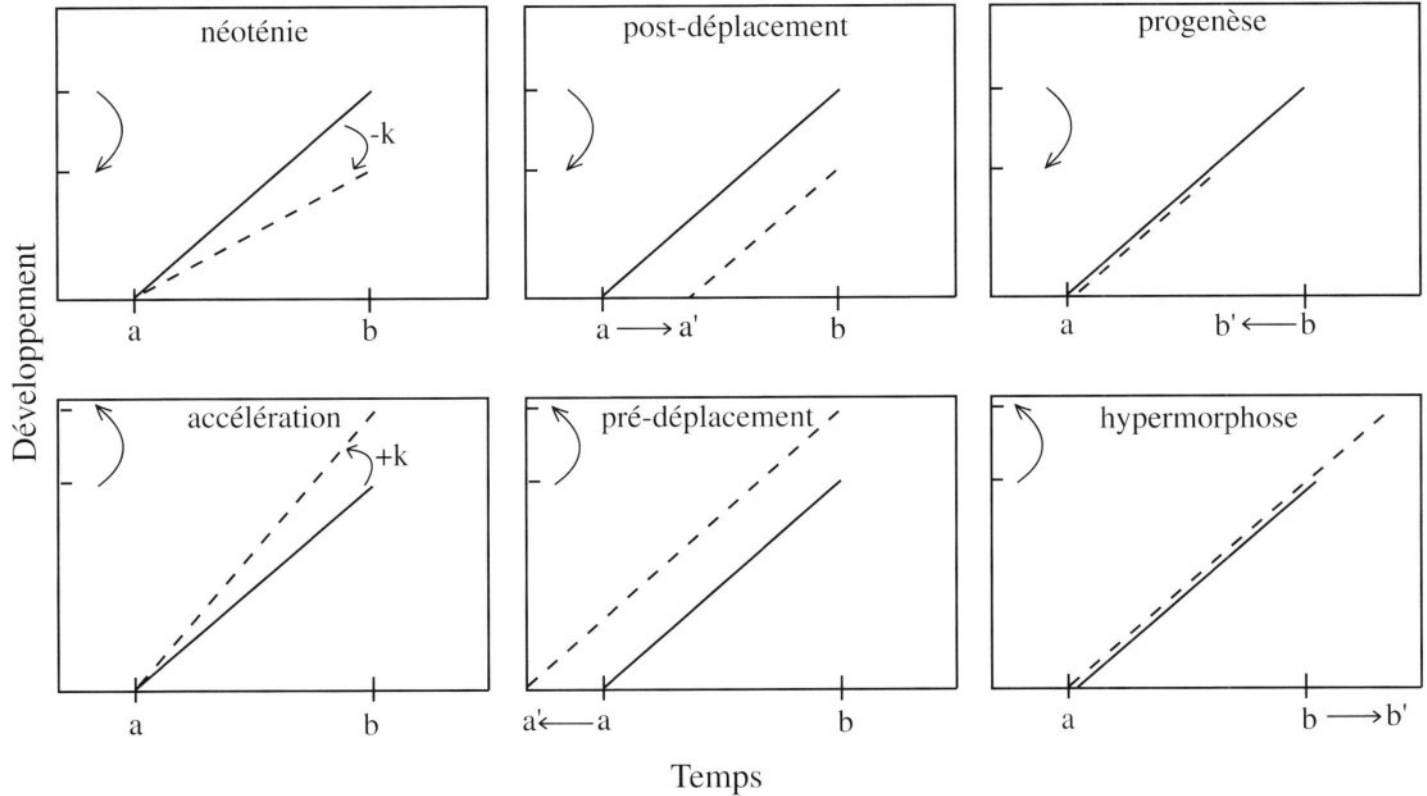 néoténie
post-déplacement
progenèse
-k
a
b
a → a'
b
a
b' ← b
Développement
accélération
pré-déplacement
hypermorphose
+k
a
b
a' ← a
b
a
b → b'
Temps